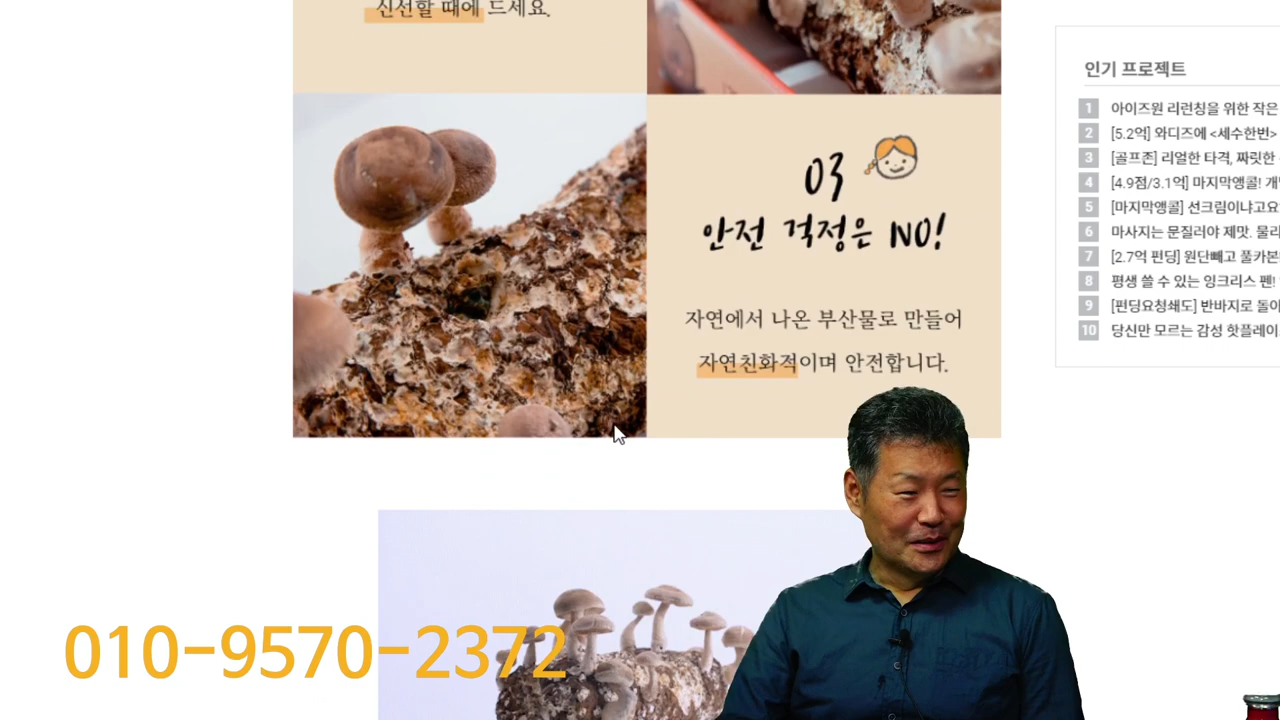 신선할 때에 드세요.
03
안전 걱정은 NO!
자연에서 나온 부산물로 만들어
자연친화적이며 안전합니다.
인기 프로젝트
1 아이즈원 리런칭을 위한 작은
2 [5.2억] 와디즈에 <세수한번>
3 [골프존] 리얼한 타격, 짜릿한
4 [4.9점/3.1억] 마지막앵콜!
5 [마지막앵콜] 선크림이냐고요
6 마사지는 문질러야 제맛.
7 [2.7억 펀딩] 원단빼고 풀카본
8 평생 쓸 수 있는 잉크리스 펜!
9 [펀딩요청쇄도] 반바지로
10 당신만 모르는 감성 핫플레이
010-9570-2372